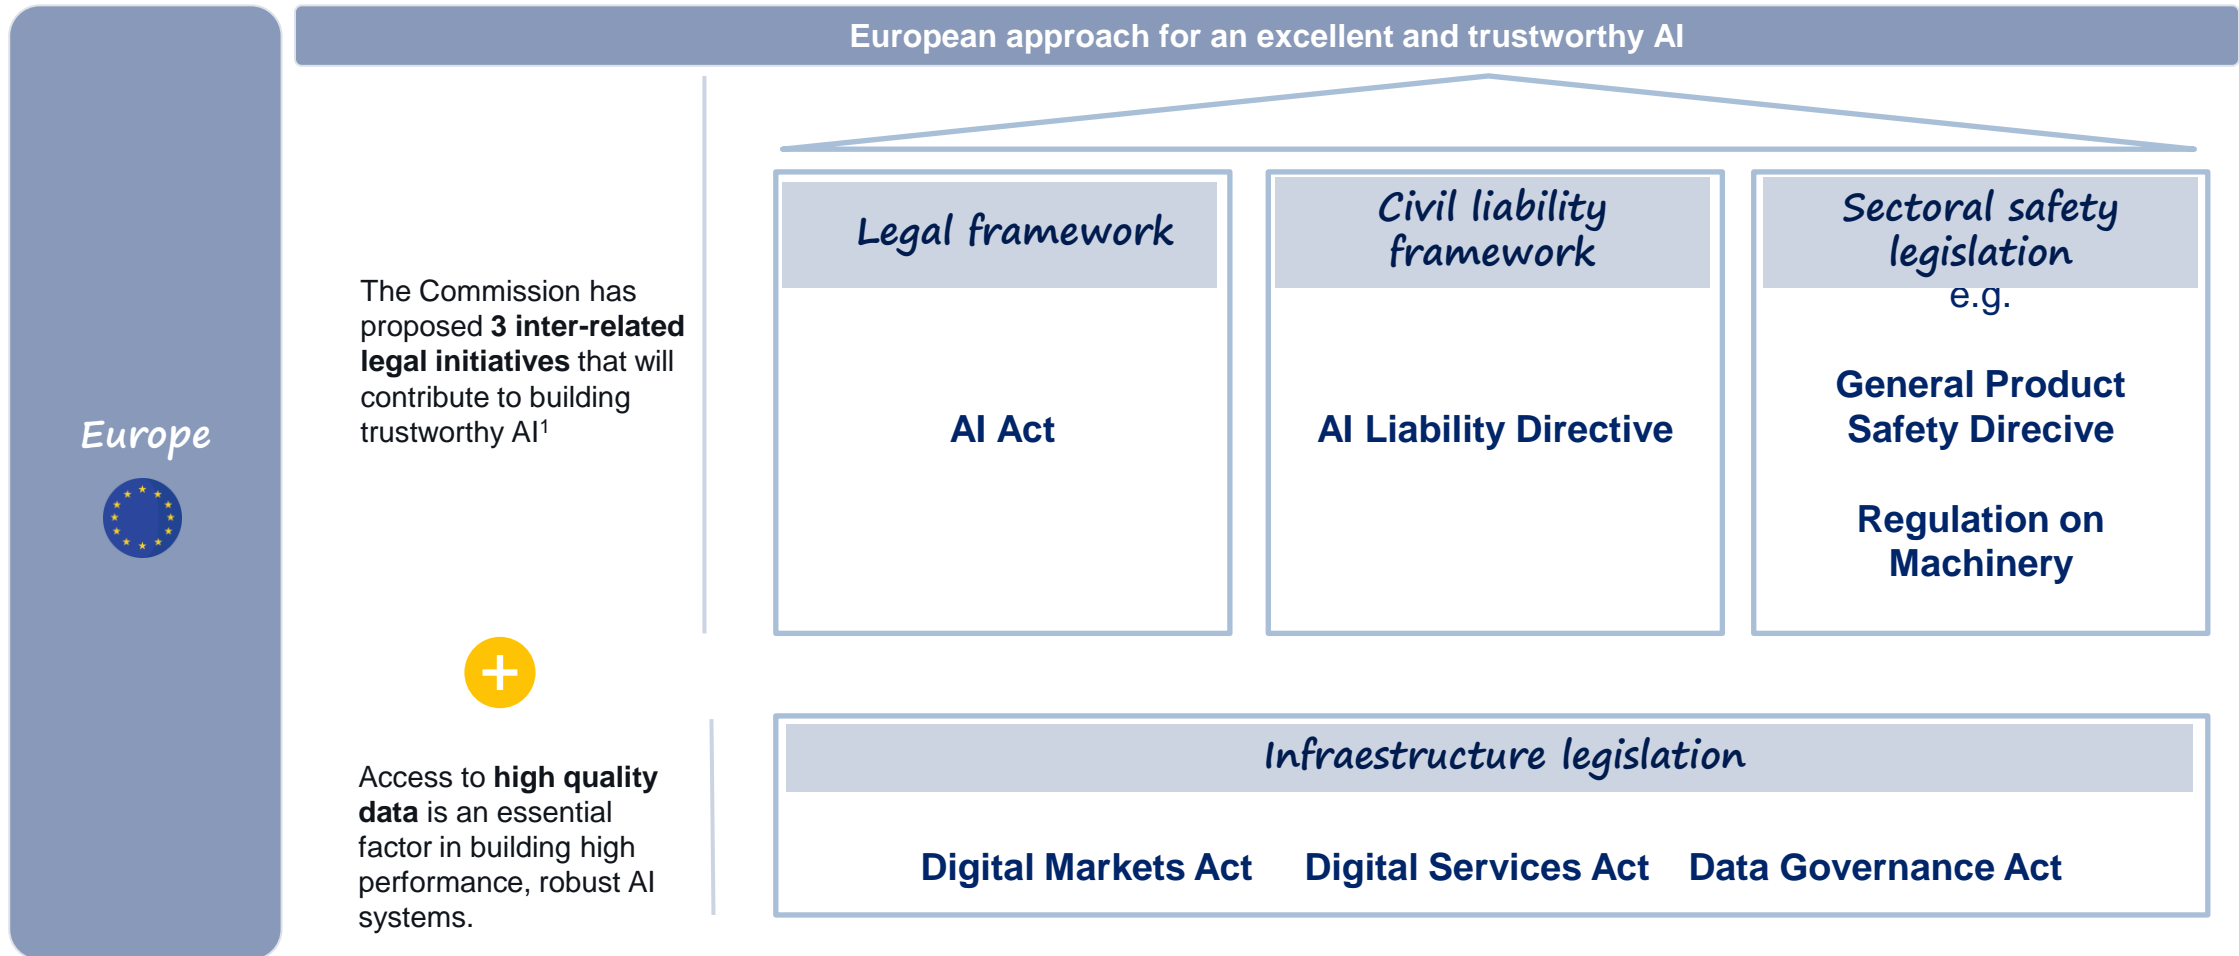 European approach for an excellent and trustworthy AI
Europe
The Commission has
proposed 3 inter-related
legal initiatives that will
contribute to building
trustworthy AI¹
Legal framework
AI Act
Civil liability
framework
AI Liability Directive
Sectoral safety
legislation
e.g.
General Product
Safety Direcive
Regulation on
Machinery
+
Access to high quality
data is an essential
factor in building high
performance, robust AI
systems.
Infraestructure legislation
Digital Markets Act Digital Services Act Data Governance Act